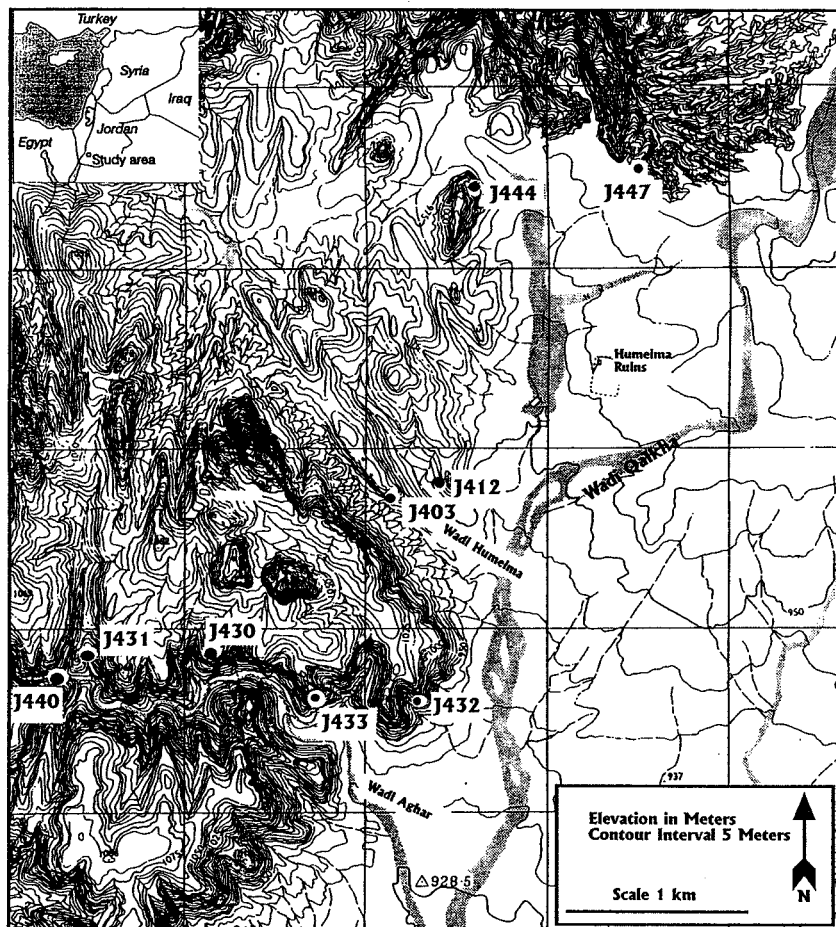 Turkey
Syria
Iraq
Jordan
Egypt
Study area
J444
J447
Humeima
Ruins
Wadi Qalkha
J412
J403
Wadi Humeima
950
J431
J430
J440
J433
J432
937
Wadi Aghar
1075
928·5
Elevation in Meters
Contour Interval 5 Meters
Scale 1 km
N